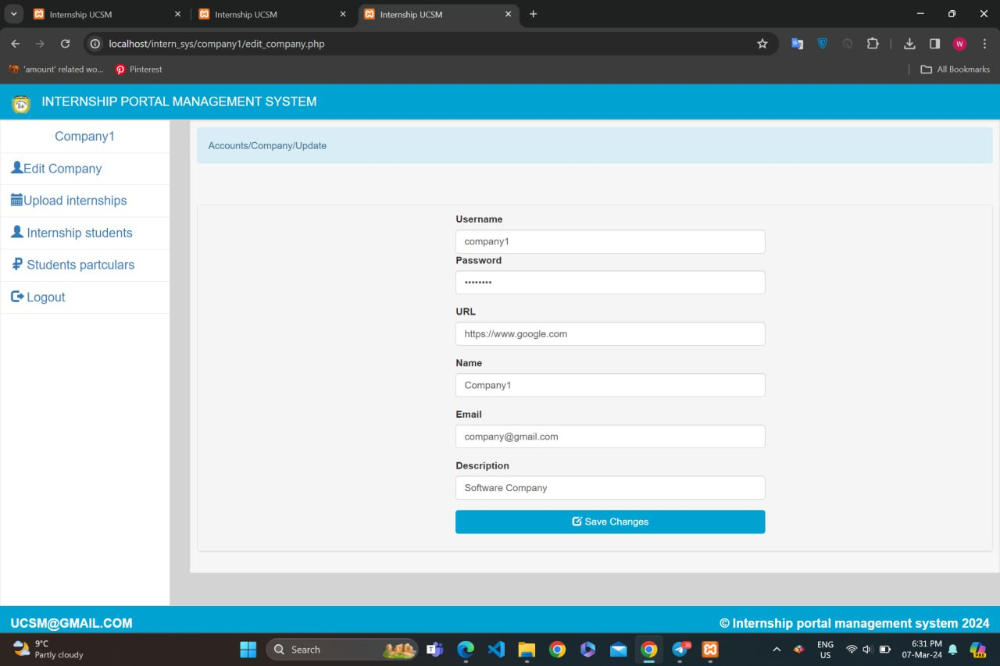 Internship UCSM
Internship UCSM
Internship UCSM
localhost/intern_sys/company1/edit_company.php
W
'amount' related wo...
Pinterest
All Bookmarks
INTERNSHIP PORTAL MANAGEMENT SYSTEM
Company1
Edit Company
Upload internships
Internship students
Students partculars
Logout
Accounts/Company/Update
Username
company1
Password
••••••••
URL
https://www.google.com
Name
Company1
Email
company@gmail.com
Description
Software Company
Save Changes
UCSM@GMAIL.COM
© Internship portal management system 2024
9°C
Partly cloudy
Search
ENG
US
6:31 PM
07-Mar-24
PRE